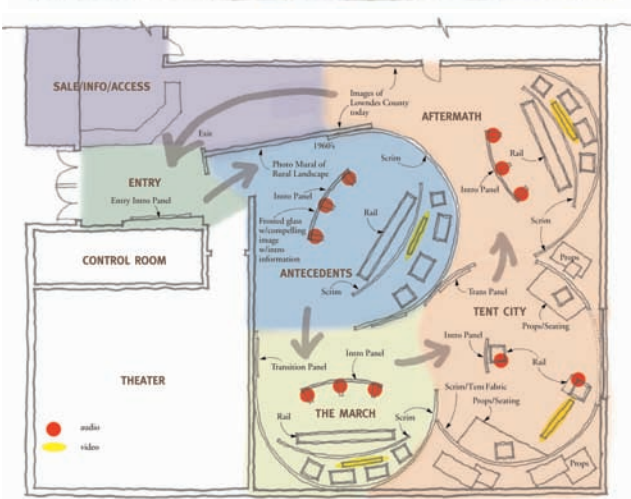 SALE/INFO/ACCESS
Images of
Lowndes County
today
AFTERMATH
Exit
1960's
Scrim
Rail
Intro Panel
Photo Mural of
Rural Landscape
ENTRY
Entry Intro Panel
Intro Panel
Frosted glass
w/compelling
image
w/intro
information
Rail
Scrim
CONTROL ROOM
ANTECEDENTS
Scrim
Trans Panel
Props
TENT CITY
Props/Seating
Intro Panel
Rail
Transition Panel
Intro Panel
THEATER
Scrim/Tent Fabric
Props/Seating
THE MARCH
Rail
Scrim
audio
video
Props